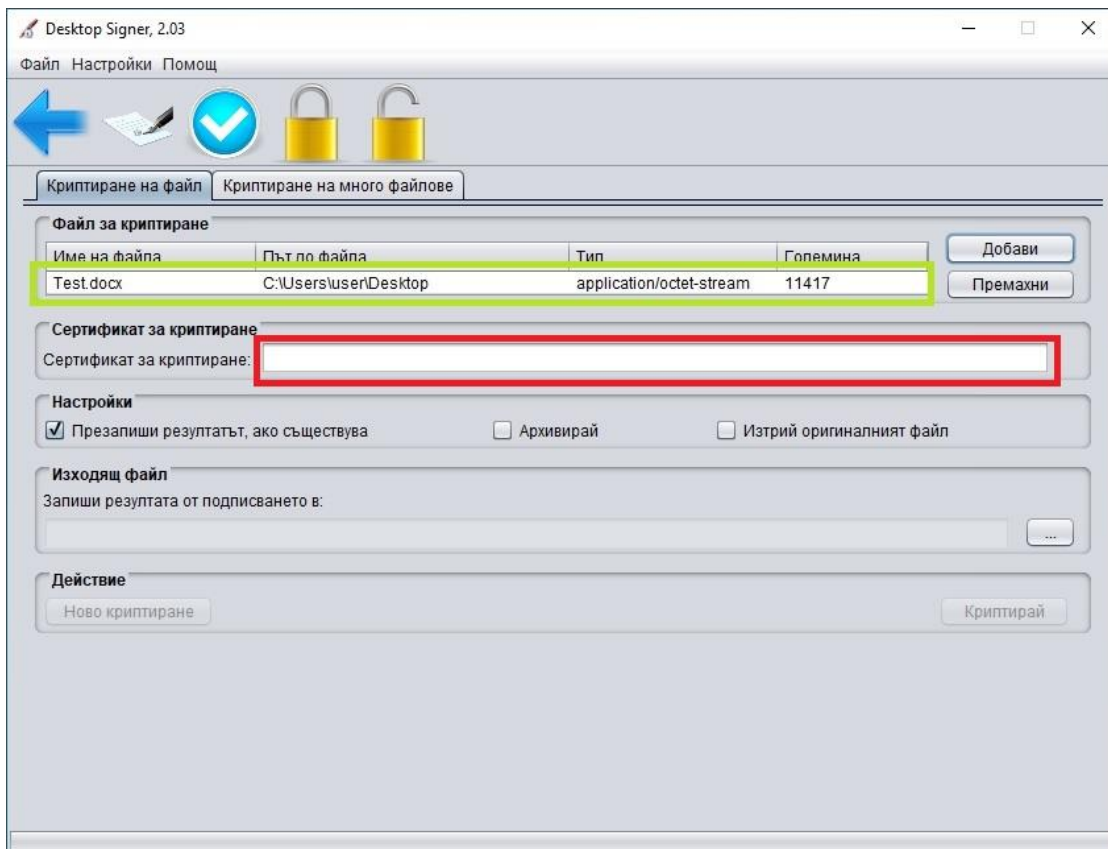 Desktop Signer, 2.03
Файл Настройки Помощ
Криптиране на файл Криптиране на много файлове
Файл за криптиране
Име на файла Път до файла Тип Големина
Добави
Test.docx C:\Users\user\Desktop application/octet-stream 11417
Премахни
Сертификат за криптиране
Сертификат за криптиране:
Настройки
Презапиши резултатът, ако съществува Архивирай Изтрий оригиналният файл
Изходящ файл
Запиши резултата от подписването в:
...
Действие
Ново криптиране Криптирай